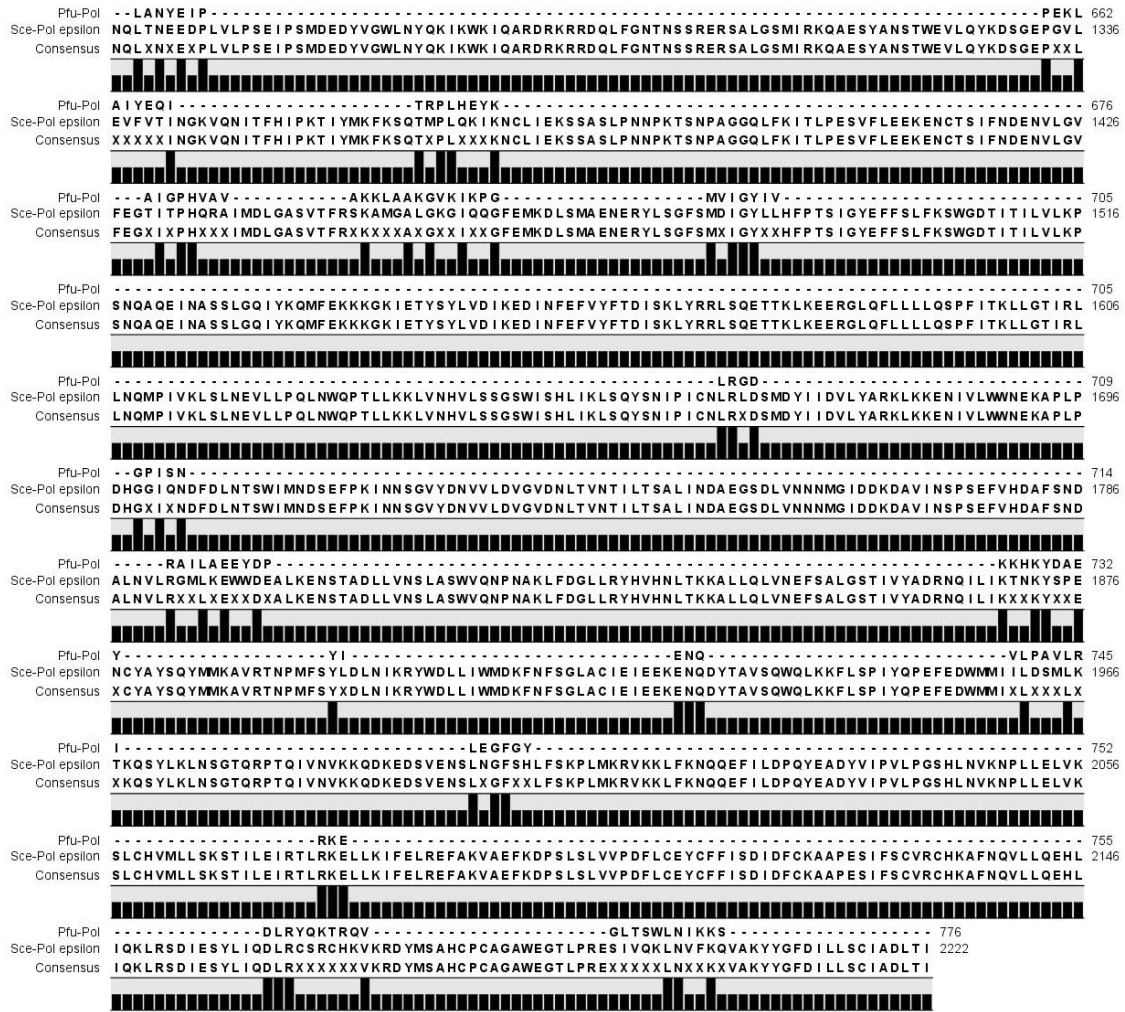 Pfu-Pol --LANYEIP-----------------------------------------------------------------------------PEKL 662
Sce-Pol epsilon NQLTNEEDPLVLPSEIPSMDEDYVGWLNYQKIKWKIQARDRKRRDQLFGNTNSSRERSALGSMIRKQAESYANSTWEVLQYKDSGEPGVL 1336
Consensus NQLXNXEXPLVLPSEIPSMDEDYVGWLNYQKIKWKIQARDRKRRDQLFGNTNSSRERSALGSMIRKQAESYANSTWEVLQYKDSGEPXXL
Pfu-Pol AIYEQI----------------------TRPLHEYK------------------------------------------------------ 676
Sce-Pol epsilon EVFVTINGKVQNITFHIPKTIYMKFKSQTMPLQKIKNCLIEKSSASLPNNPKTSNPAGGQLFKITLPESVFLEEKENCTSIFNDENVLGV 1426
Consensus XXXXXINGKVQNITFHIPKTIYMKFKSQTXPLXXXKNCLIEKSSASLPNNPKTSNPAGGQLFKITLPESVFLEEKENCTSIFNDENVLGV
Pfu-Pol ---AIGPHVAV-----------AKKLAAKGVKIKPG-------------------MVIGYIV---------------------------- 705
Sce-Pol epsilon FEGTITPHQRAIMDLGASVTFRSKAMGALGKGIQQGFEMKDLSMAENERYLSGFSMDIGYLLHFPTSIGYEFFSLFKSWGDTITILVLKP 1516
Consensus FEGXIXPHXXXIMDLGASVTFRXKXXXAXGXXIXXGFEMKDLSMAENERYLSGFSMXIGYXXHFPTSIGYEFFSLFKSWGDTITILVLKP
Pfu-Pol ------------------------------------------------------------------------------------------ 705
Sce-Pol epsilon SNQAQEINASSLGQIYKQMFEKKKGKIETYSYLVDIKEDINFEFVYFTDISKLYRRLSQETTKLKEERGLQFLLLLQSPFITKLLGTIRL 1606
Consensus SNQAQEINASSLGQIYKQMFEKKKGKIETYSYLVDIKEDINFEFVYFTDISKLYRRLSQETTKLKEERGLQFLLLLQSPFITKLLGTIRL
Pfu-Pol --------------------------------------------------------LRGD------------------------------ 709
Sce-Pol epsilon LNQMPIVKLSLNEVLLPQLNWQPTLLKKLVNHVLSSGSWISHLIKLSQYSNIPICNLRLDSMDYIIDVLYARKLKKENIVLWWNEKAPLP 1696
Consensus LNQMPIVKLSLNEVLLPQLNWQPTLLKKLVNHVLSSGSWISHLIKLSQYSNIPICNLRXDSMDYIIDVLYARKLKKENIVLWWNEKAPLP
Pfu-Pol --GPISN----------------------------------------------------------------------------------- 714
Sce-Pol epsilon DHGGIQNDFDLNTSWIMNDSEFPKINNSGVYDNVVLDVGVDNLTVNTILTSALINDAEGSDLVNNNMGIDDKDAVINSPSEFVHDAFSND 1786
Consensus DHGXIXNDFDLNTSWIMNDSEFPKINNSGVYDNVVLDVGVDNLTVNTILTSALINDAEGSDLVNNNMGIDDKDAVINSPSEFVHDAFSND
Pfu-Pol -----RAILAEEYDP-------------------------------------------------------------------KKHKYDAE 732
Sce-Pol epsilon ALNVLRGMLKEWWDEALKENSTADLLVNSLASWVQNPNAKLFDGLLRYHVHNLTKKALLQLVNEFSALGSTIVYADRNQILIKTNKYSPE 1876
Consensus ALNVLRXXLXEXXDXALKENSTADLLVNSLASWVQNPNAKLFDGLLRYHVHNLTKKALLQLVNEFSALGSTIVYADRNQILIKXXKYXXE
Pfu-Pol Y-------------------YI------------------------------ENQ----------------------------VLPAVLR 745
Sce-Pol epsilon NCYAYSQYMMKAVRTNPMFSYLDLNIKRYWDLLIWMDKFNFSGLACIEIEEKENQDYTAVSQWQLKKFLSPIYQPEFEDWMMIILDSMLK 1966
Consensus XCYAYSQYMMKAVRTNPMFSYXDLNIKRYWDLLIWMDKFNFSGLACIEIEEKENQDYTAVSQWQLKKFLSPIYQPEFEDWMMIXLXXXLX
Pfu-Pol I--------------------------------LEGFGY--------------------------------------------------- 752
Sce-Pol epsilon TKQSYLKLNSGTQRPTQIVNVKKQDKEDSVENSLNGFSHLFSKPLMKRVKKLFKNQQEFILDPQYEADYVIPVLPGSHLNVKNPLLELVK 2056
Consensus XKQSYLKLNSGTQRPTQIVNVKKQDKEDSVENSLXGFXXLFSKPLMKRVKKLFKNQQEFILDPQYEADYVIPVLPGSHLNVKNPLLELVK
Pfu-Pol -------------------RKE-------------------------------------------------------------------- 755
Sce-Pol epsilon SLCHVMLLSKSTILEIRTLRKELLKIFELREFAKVAEFKDPSLSLVVPDFLCEYCFFISDIDFCKAAPESIFSCVRCHKAFNQVLLQEHL 2146
Consensus SLCHVMLLSKSTILEIRTLRKELLKIFELREFAKVAEFKDPSLSLVVPDFLCEYCFFISDIDFCKAAPESIFSCVRCHKAFNQVLLQEHL
Pfu-Pol --------------DLRYQKTRQV----------------------GLTSWLNIKKS------------------- 776
Sce-Pol epsilon IQKLRSDIESYLIQDLRCSRCHKVKRDYMSAHCPCAGAWEGTLPRESIVQKLNVFKQVAKYYGFDILLSCIADLTI 2222
Consensus IQKLRSDIESYLIQDLRXXXXXXVKRDYMSAHCPCAGAWEGTLPREXXXXXLNXXKXVAKYYGFDILLSCIADLTI